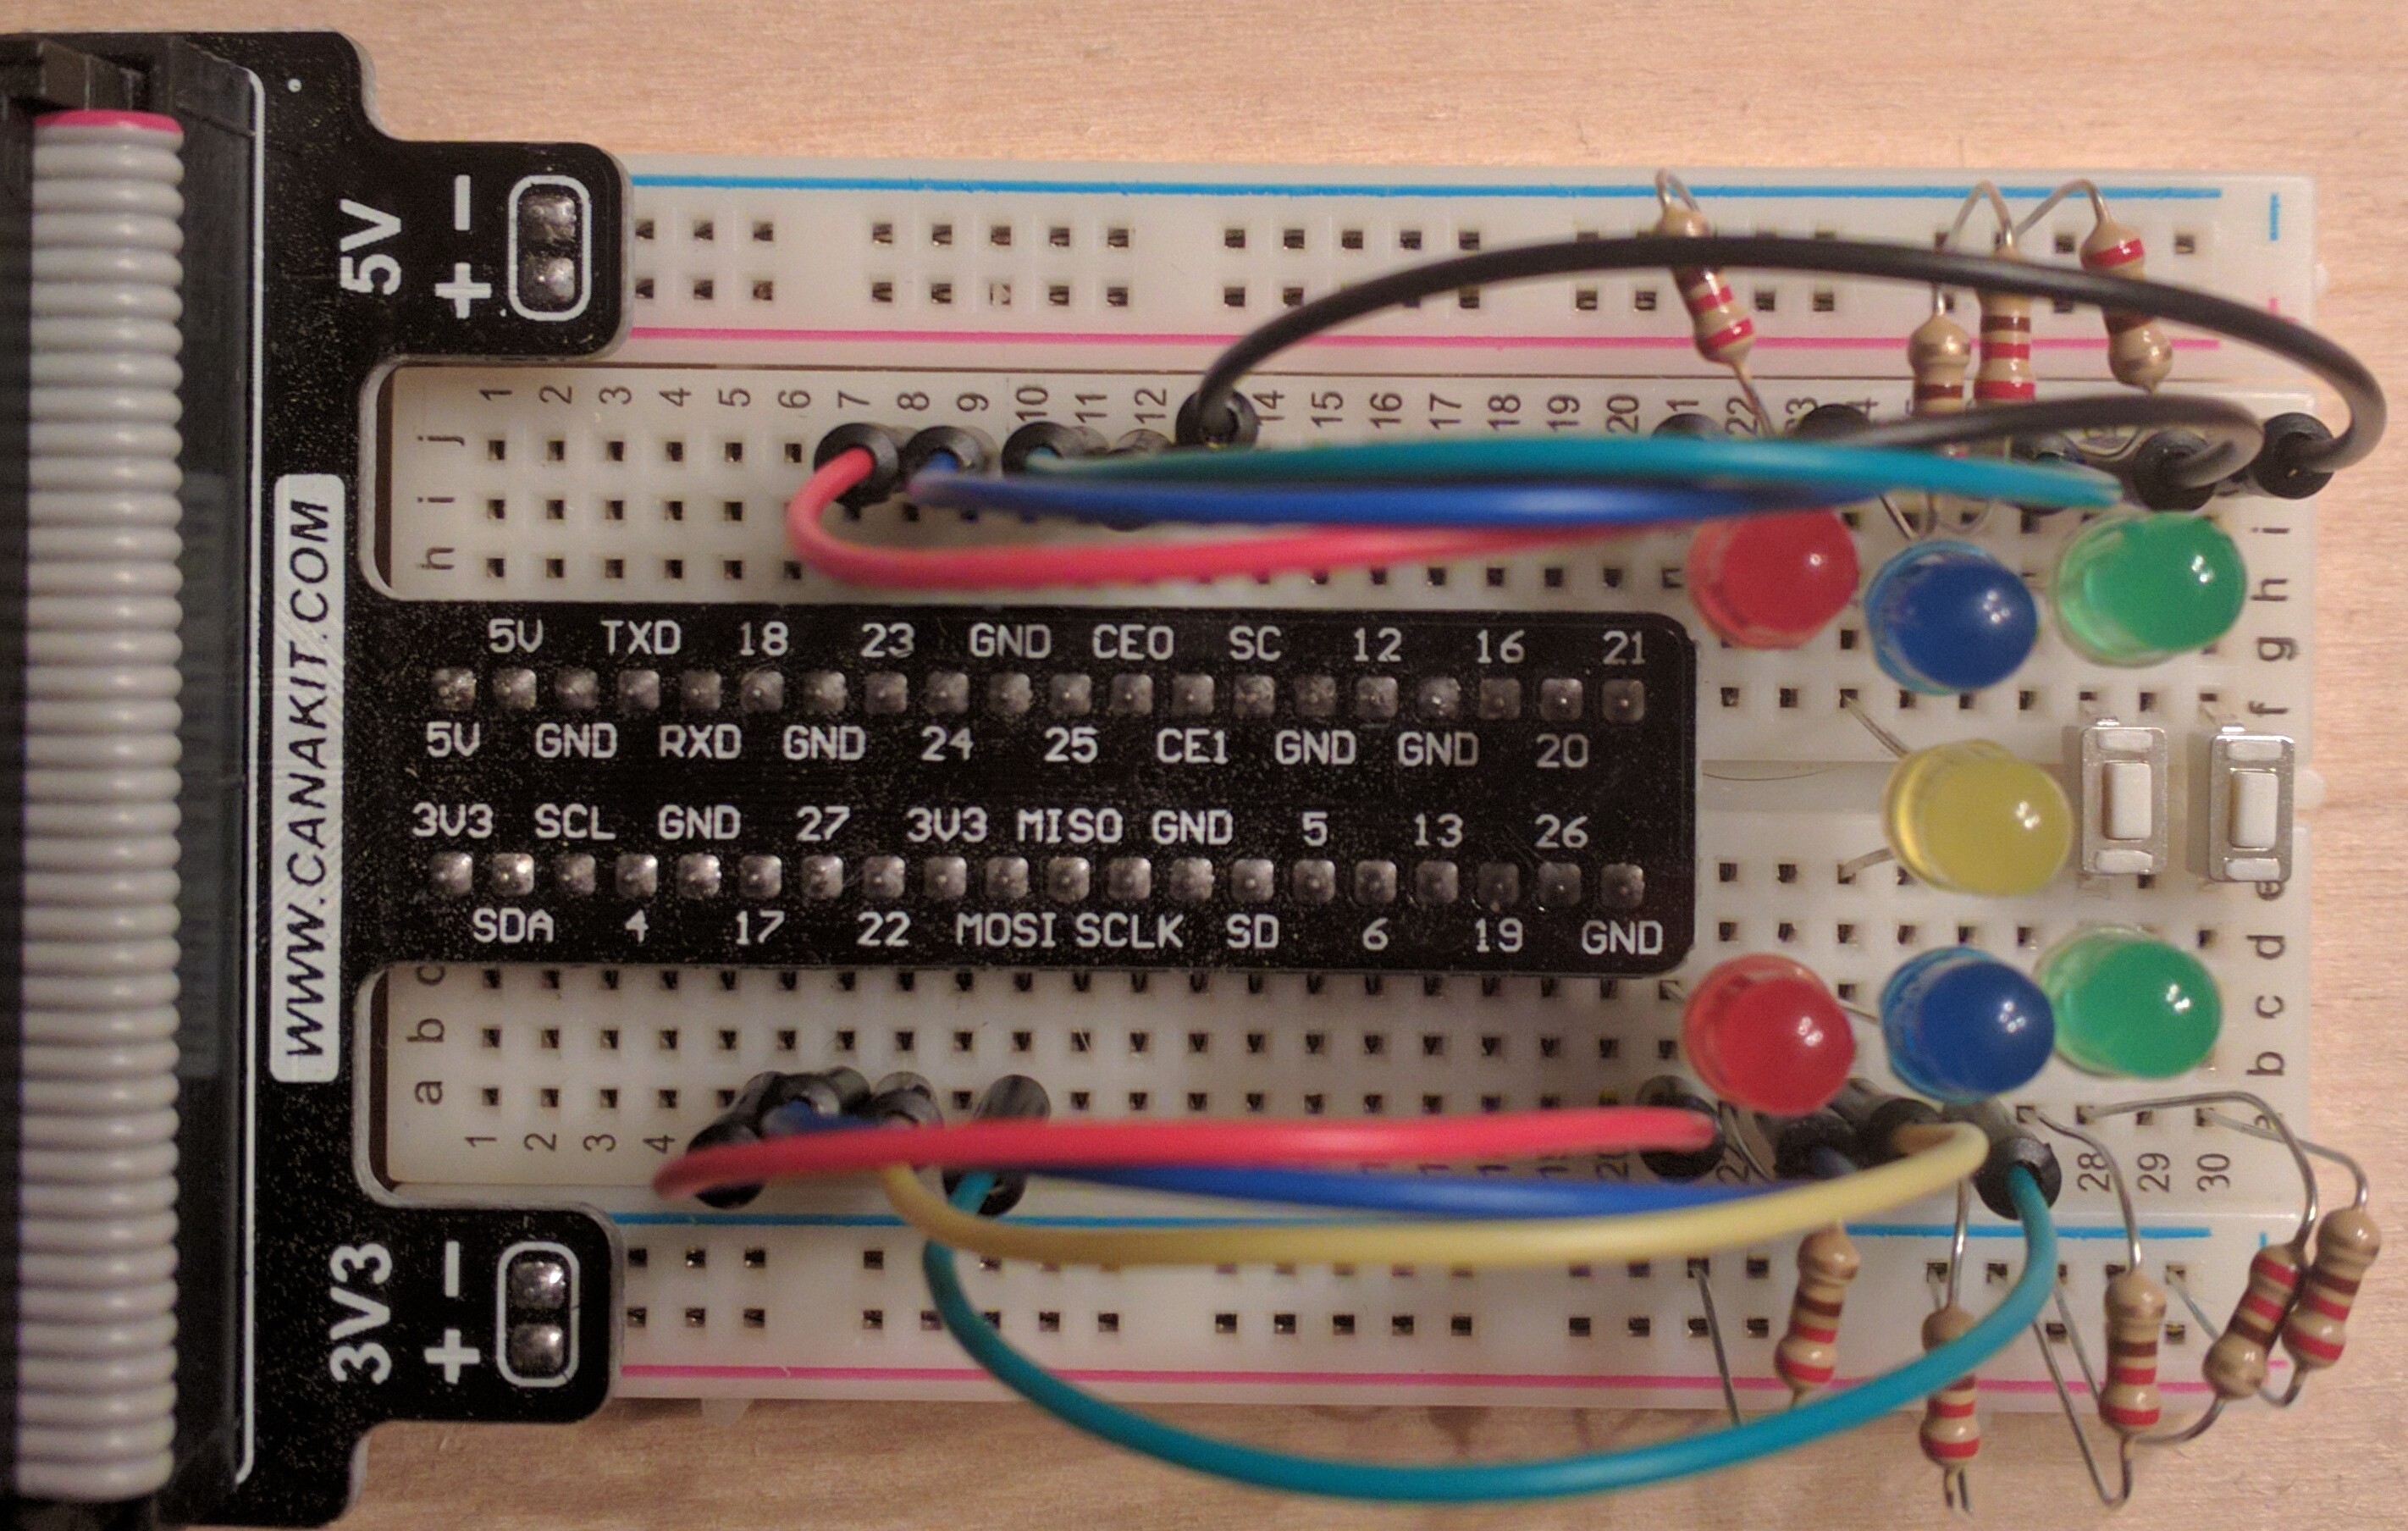 5V
− +
−
+
1 2 3 4 5 6 7 8 9 10 11 12 14 15 16 17 18 19 20 22
j
i
h
i
h
g
f
WWW.CANAKIT.COM
5V TXD 18 23 GND CE0 SC 12 16 21
5V GND RXD GND 24 25 CE1 GND GND 20
3V3 SCL GND 27 3V3 MISO GND 5 13 26
SDA 4 17 22 MOSI SCLK SD 6 19 GND
e
d
c
b
c
b
a
1 2 3 4 28 29 30
3V3
− +